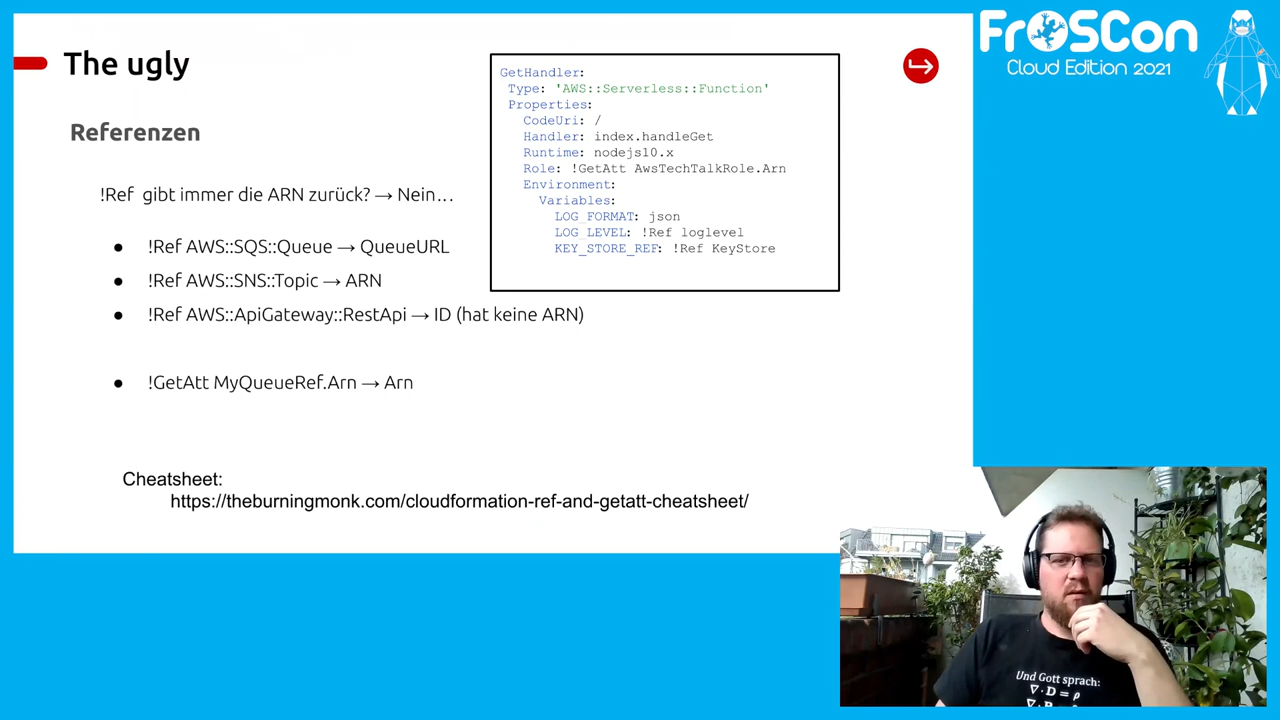 The ugly
Referenzen
!Ref gibt immer die ARN zurück? → Nein…
● !Ref AWS::SQS::Queue → QueueURL
● !Ref AWS::SNS::Topic → ARN
● !Ref AWS::ApiGateway::RestApi → ID (hat keine ARN)
● !GetAtt MyQueueRef.Arn → Arn
Cheatsheet:
https://theburningmonk.com/cloudformation-ref-and-getatt-cheatsheet/
GetHandler:
Type: 'AWS::Serverless::Function'
Properties:
CodeUri: /
Handler: index.handleGet
Runtime: nodejs10.x
Role: !GetAtt AwsTechTalkRole.Arn
Environment:
Variables:
LOG_FORMAT: json
LOG_LEVEL: !Ref loglevel
KEY_STORE_REF: !Ref KeyStore
FrOSCon
Cloud Edition 2021
Und Gott sprach:
∇·D=ρ